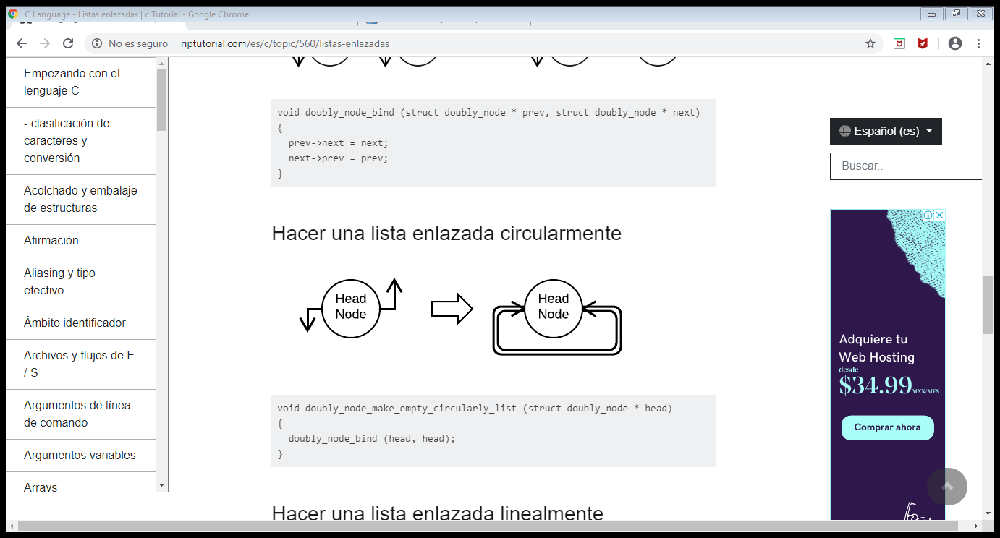 C Language - Listas enlazadas | c Tutorial - Google Chrome
No es seguro
riptutorial.com/es/c/topic/560/listas-enlazadas
Empezando con el
lenguaje C
- clasificación de
caracteres y
conversión
Acolchado y embalaje
de estructuras
Afirmación
Aliasing y tipo
efectivo.
Ámbito identificador
Archivos y flujos de E
/ S
Argumentos de línea
de comando
Argumentos variables
Arrays
void doubly_node_bind (struct doubly_node * prev, struct doubly_node * next)
{
prev->next = next;
next->prev = prev;
}
Hacer una lista enlazada circularmente
Head
Node
Head
Node
void doubly_node_make_empty_circularly_list (struct doubly_node * head)
{
doubly_node_bind (head, head);
}
Hacer una lista enlazada linealmente
Español (es)
Buscar..
Adquiere tu
Web Hosting
desde
$34.99 MXN/MES
Comprar ahora